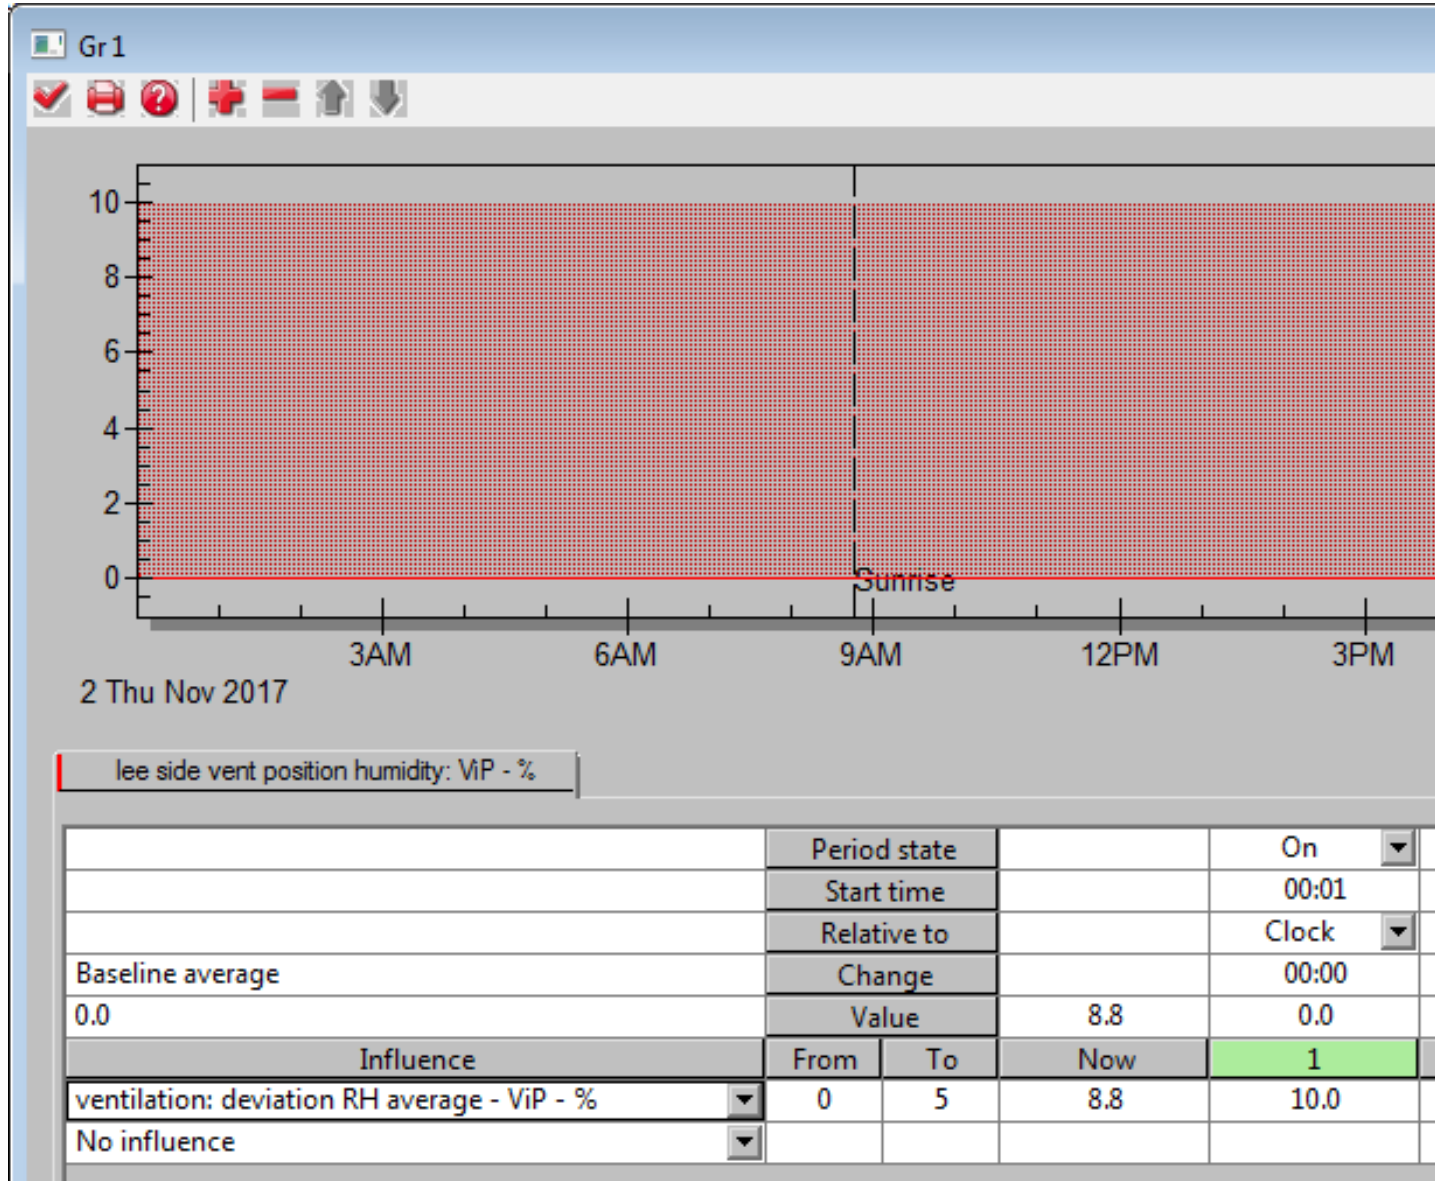 Gr 1
10
8
6
4
2
0
Sunrise
3AM 6AM 9AM 12PM 3PM
2 Thu Nov 2017
lee side vent position humidity: ViP - %
Period state On
Start time 00:01
Relative to Clock
Baseline average Change 00:00
0.0 Value 8.8 0.0
Influence From To Now 1
ventilation: deviation RH average - ViP - % 0 5 8.8 10.0
No influence